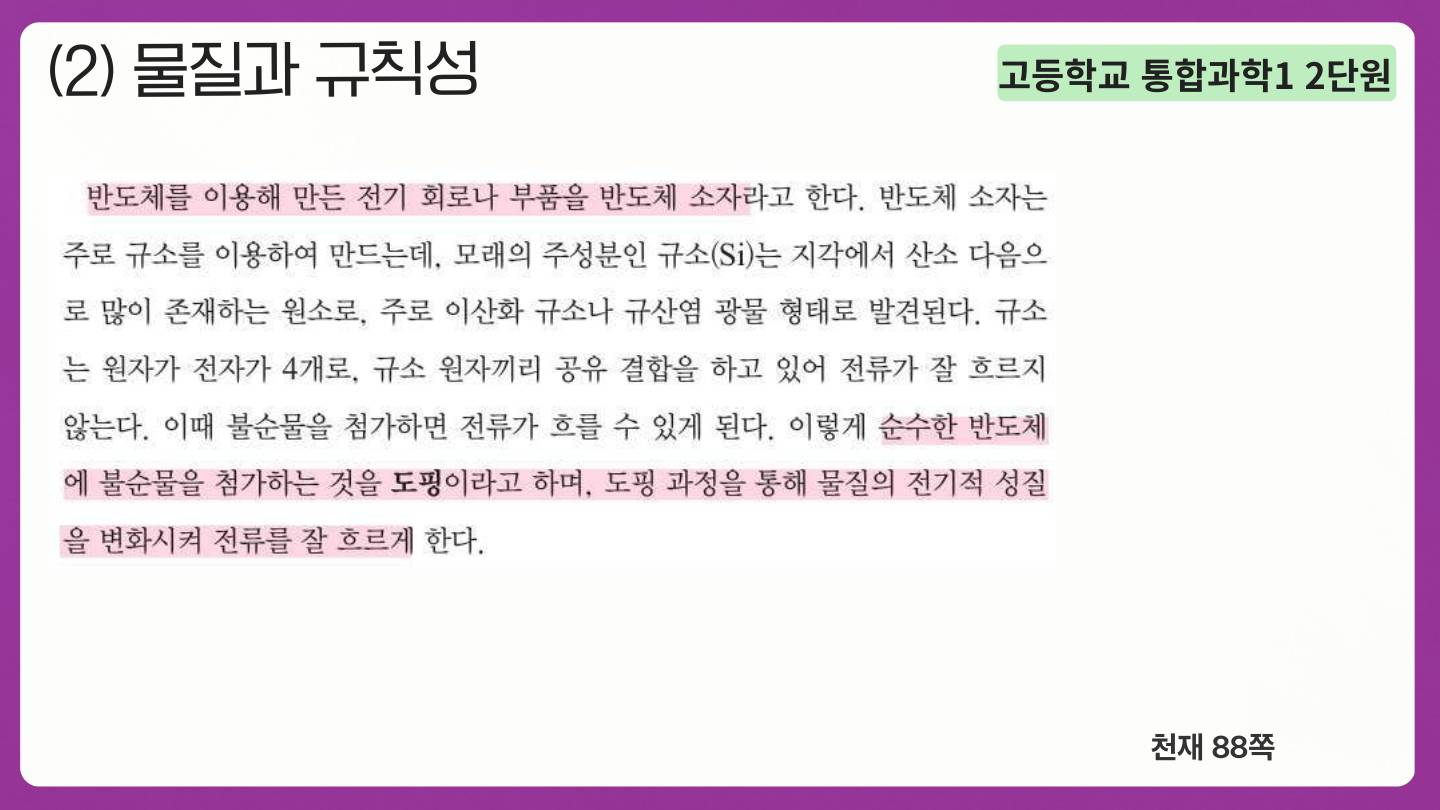 (2) 물질과 규칙성
고등학교 통합과학1 2단원
반도체를 이용해 만든 전기 회로나 부품을 반도체 소자라고 한다. 반도체 소자는
주로 규소를 이용하여 만드는데, 모래의 주성분인 규소(Si)는 지각에서 산소 다음으
로 많이 존재하는 원소로, 주로 이산화 규소나 규산염 광물 형태로 발견된다. 규소
는 원자가 전자가 4개로, 규소 원자끼리 공유 결합을 하고 있어 전류가 잘 흐르지
않는다. 이때 불순물을 첨가하면 전류가 흐를 수 있게 된다. 이렇게 순수한 반도체
에 불순물을 첨가하는 것을 도핑이라고 하며, 도핑 과정을 통해 물질의 전기적 성질
을 변화시켜 전류를 잘 흐르게 한다.
천재 88쪽